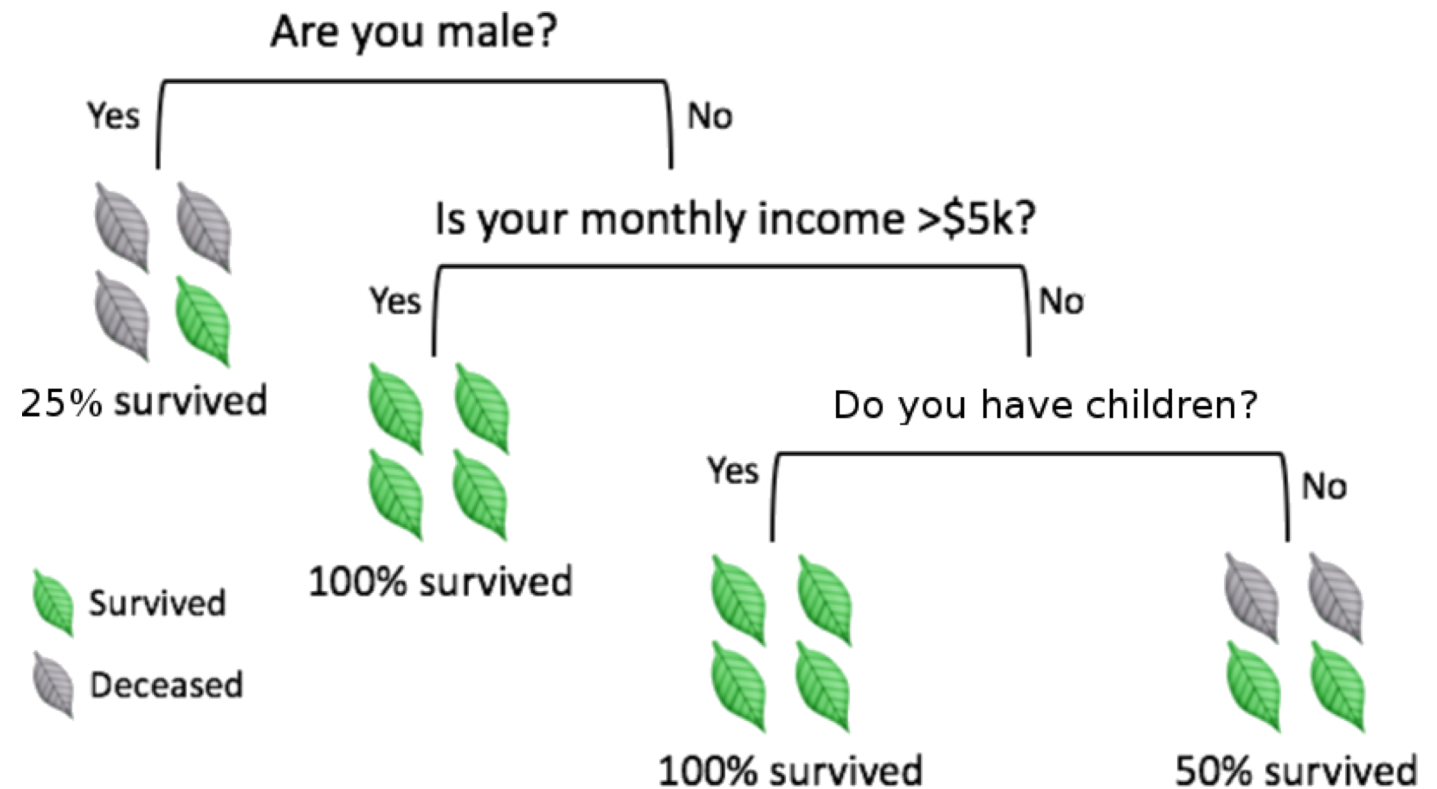 Are you male?
Yes
No
Is your monthly income >$5k?
Yes
No
25% survived
Do you have children?
Yes
No
100% survived
Survived
Deceased
100% survived
50% survived